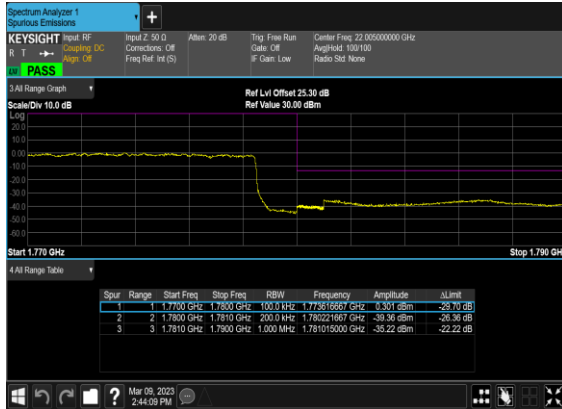 Spectrum Analyzer 1
Spurious Emissions
+
KEYSIGHT Input: RF Input Z: 50 Ω Atten: 20 dB Trig: Free Run Center Freq: 22.005000000 GHz
R T Coupling: DC Corrections: Off Gate: Off Avg|Hold: 100/100
Align: Off Freq Ref: Int (S) IF Gain: Low Radio Std: None
PASS
3 All Range Graph
Ref Lvl Offset 25.30 dB
Scale/Div 10.0 dB Ref Value 30.00 dBm
Log
20.0
10.0
0.00
-10.0
-20.0
-30.0
-40.0
-50.0
-60.0
Start 1.770 GHz Stop 1.790 GH
4 All Range Table
Spur Range Start Freq Stop Freq RBW Frequency Amplitude ΔLimit
1 1 1.7700 GHz 1.7800 GHz 100.0 kHz 1.773616667 GHz 0.301 dBm -29.70 dB
2 2 1.7800 GHz 1.7810 GHz 200.0 kHz 1.780221667 GHz -39.36 dBm -26.36 dB
3 3 1.7810 GHz 1.7900 GHz 1.000 MHz 1.781015000 GHz -35.22 dBm -22.22 dB
?
Mar 09, 2023
2:44:09 PM